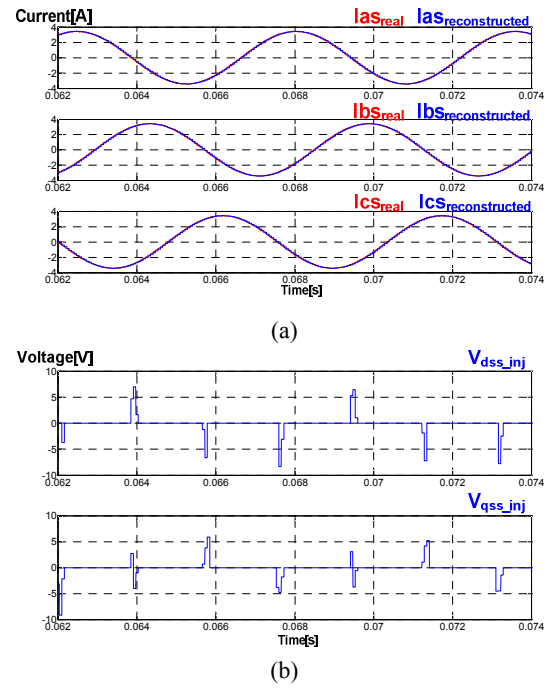 Current[A] Ias_real Ias_reconstructed
4
2
0
-2
-4
0.062 0.064 0.066 0.068 0.07 0.072 0.074
Ibs_real Ibs_reconstructed
4
2
0
-2
-4
0.062 0.064 0.066 0.068 0.07 0.072 0.074
Ics_real Ics_reconstructed
4
2
0
-2
-4
0.062 0.064 0.066 0.068 0.07 0.072 0.074
Time[s]
(a)
Voltage[V] V_dss_inj
10
5
0
-5
-10
0.062 0.064 0.066 0.068 0.07 0.072 0.074
V_qss_inj
10
5
0
-5
-10
0.062 0.064 0.066 0.068 0.07 0.072 0.074
Time[s]
(b)